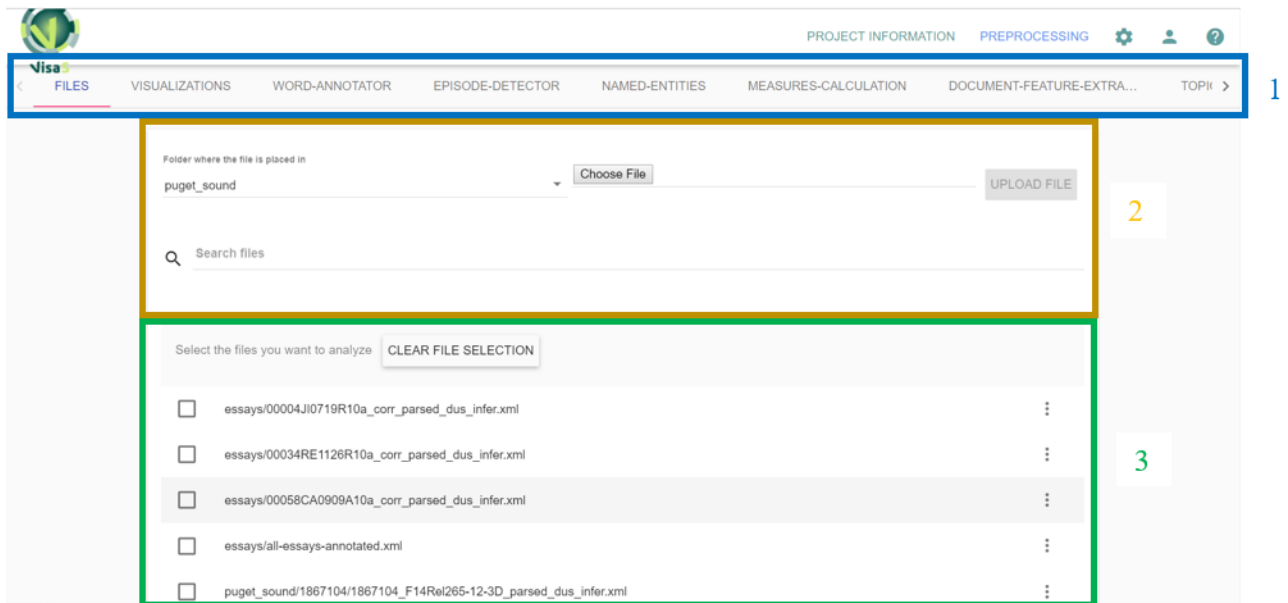 PROJECT INFORMATION PREPROCESSING
Visa3
FILES VISUALIZATIONS WORD-ANNOTATOR EPISODE-DETECTOR NAMED-ENTITIES MEASURES-CALCULATION DOCUMENT-FEATURE-EXTRA... TOPI
1
Folder where the file is placed in
puget_sound Choose File UPLOAD FILE
2
Search files
Select the files you want to analyze CLEAR FILE SELECTION
essays/00004JI0719R10a_corr_parsed_dus_infer.xml
essays/00034RE1126R10a_corr_parsed_dus_infer.xml
3
essays/00058CA0909A10a_corr_parsed_dus_infer.xml
essays/all-essays-annotated.xml
puget_sound/1867104/1867104_F14Rel265-12-3D_parsed_dus_infer.xml